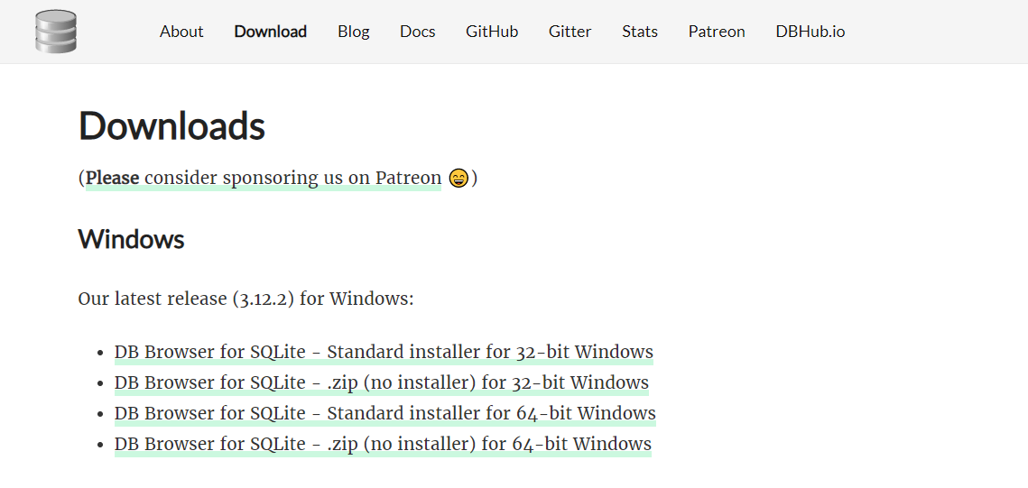 About Download Blog Docs GitHub Gitter Stats Patreon DBHub.io
Downloads
(Please consider sponsoring us on Patreon 😄)
Windows
Our latest release (3.12.2) for Windows:
• DB Browser for SQLite - Standard installer for 32-bit Windows
• DB Browser for SQLite - .zip (no installer) for 32-bit Windows
• DB Browser for SQLite - Standard installer for 64-bit Windows
• DB Browser for SQLite - .zip (no installer) for 64-bit Windows